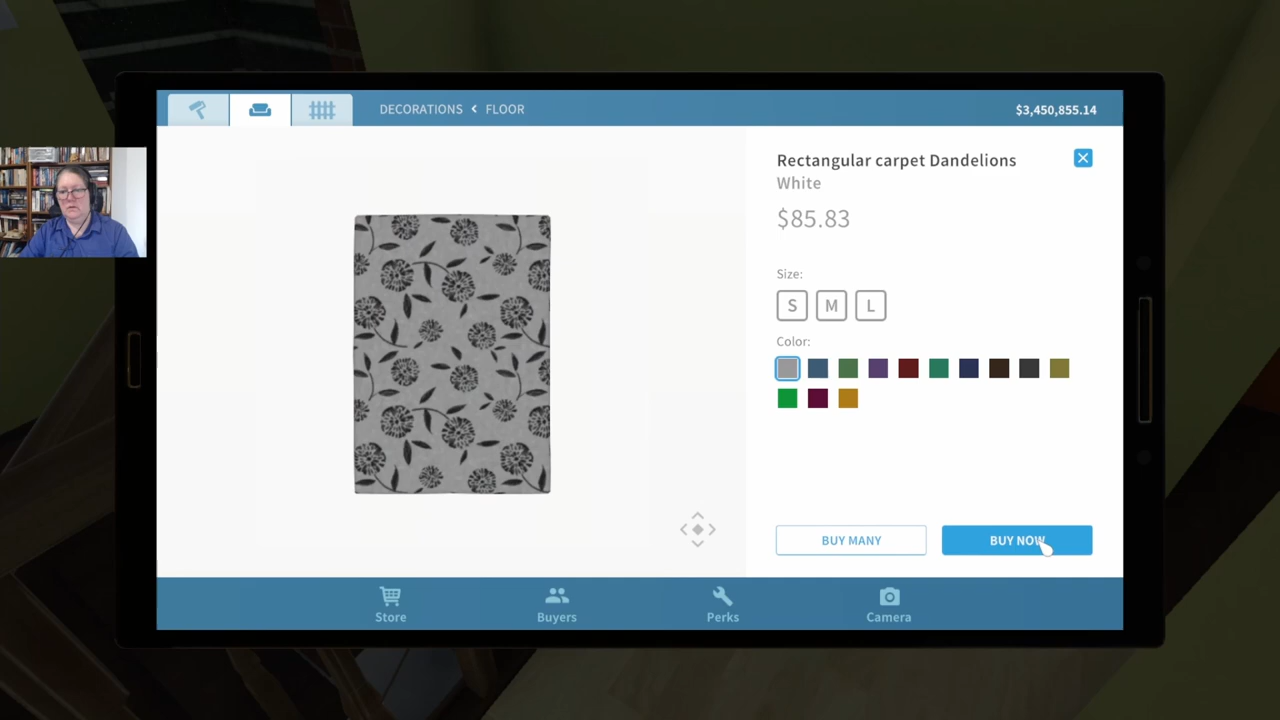 DECORATIONS < FLOOR
$3,450,855.14
Rectangular carpet Dandelions
White
$85.83
Size:
S M L
Color:
BUY MANY
BUY NOW
Store
Buyers
Perks
Camera